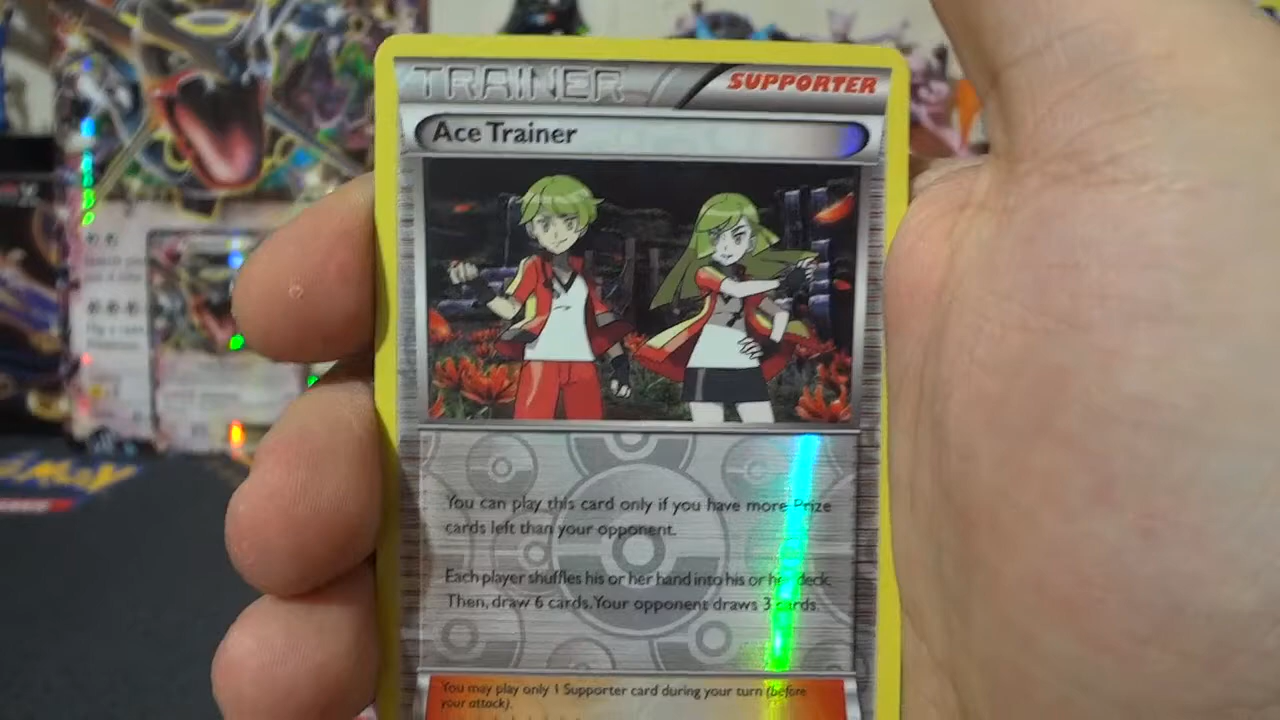 TRAINER
SUPPORTER
Ace Trainer
You can play this card only if you have more Prize
cards left than your opponent.
Each player shuffles his or her hand into his or her deck.
Then, draw 6 cards. Your opponent draws 3 cards.
You may play only 1 Supporter card during your turn (before
your attack).